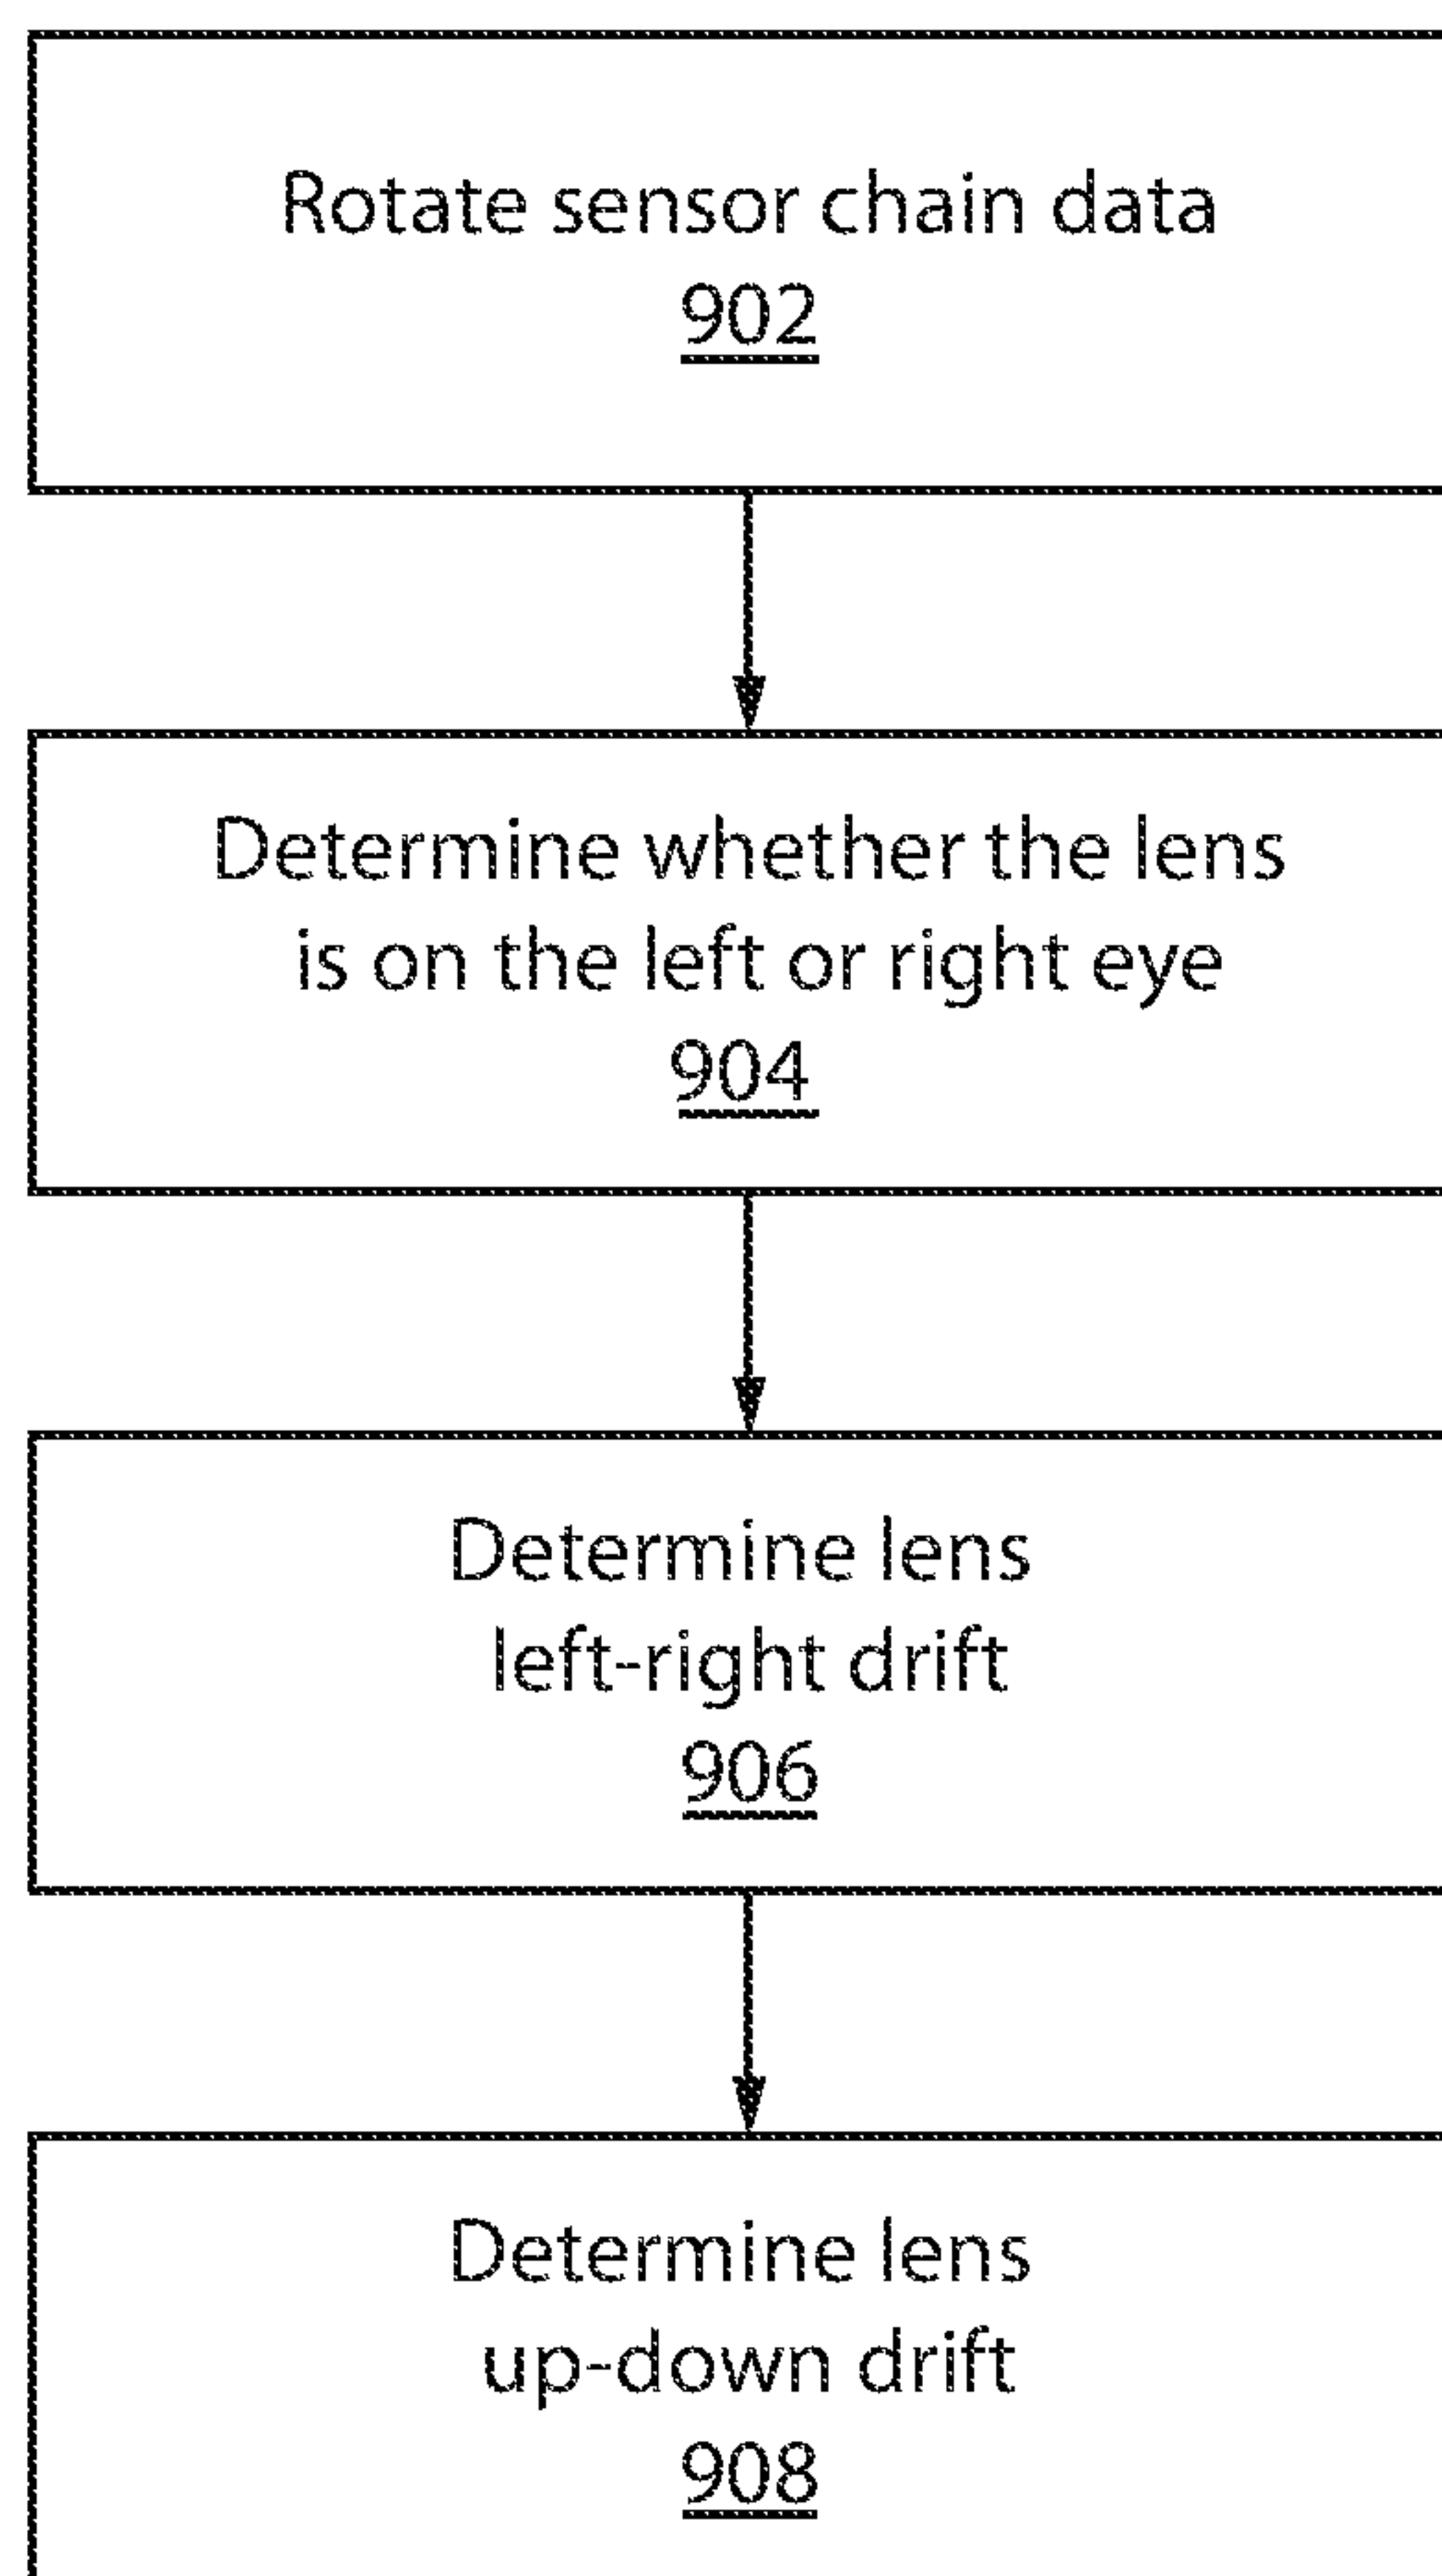 Rotate sensor chain data
902
Determine whether the lens
is on the left or right eye
904
Determine lens
left-right drift
906
Determine lens
up-down drift
908